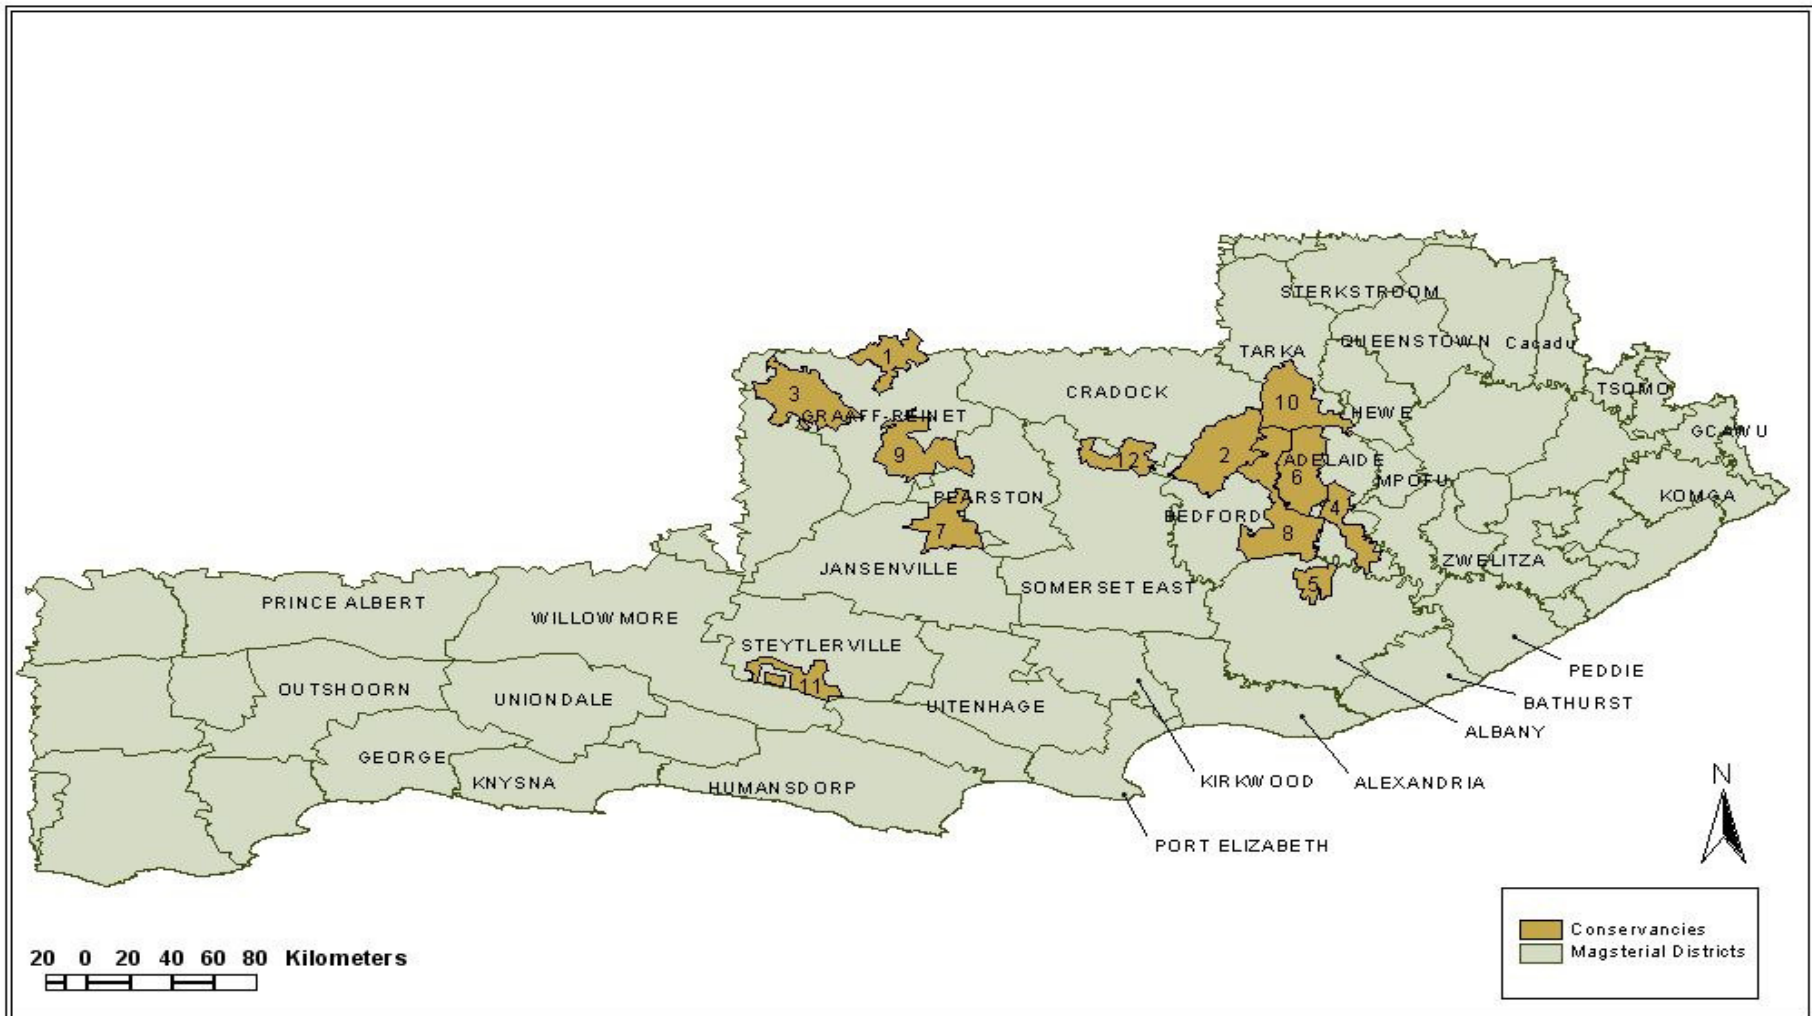 STERKSTROOM
QUEENSTOWN
Cacadu
TARKA
1
CRADOCK
TSOMO
3
10
HEWE
GRAAFF-REINET
GCAWU
9
12
2
ADELAIDE
6
MPOFU
PEARSTON
KOMGA
4
BEDFORD
7
8
ZWELITZA
JANSENVILLE
5
SOMERSET EAST
PRINCE ALBERT
WILLOWMORE
STEYTLERVILLE
PEDDIE
11
OUTSHOORN
UNIONDALE
UITENHAGE
BATHURST
ALBANY
GEORGE
KNYSNA
HUMANSDORP
KIRKWOOD
ALEXANDRIA
N
PORT ELIZABETH
Conservancies
Magsterial Districts
20 0 20 40 60 80 Kilometers